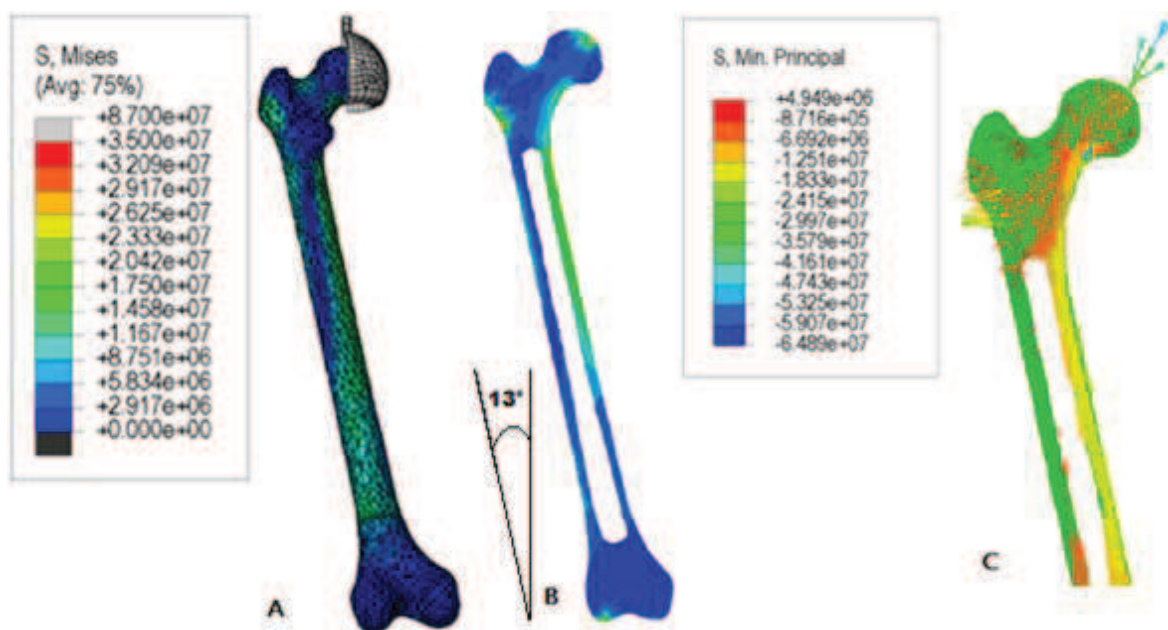 S, Mises
(Avg: 75%)
+8.700e+07
+3.500e+07
+3.209e+07
+2.917e+07
+2.625e+07
+2.333e+07
+2.042e+07
+1.750e+07
+1.458e+07
+1.167e+07
+8.751e+06
+5.834e+06
+2.917e+06
+0.000e+00
A
13°
B
S, Min. Principal
+4.949e+06
-8.716e+05
-6.692e+06
-1.251e+07
-1.833e+07
-2.415e+07
-2.997e+07
-3.579e+07
-4.161e+07
-4.743e+07
-5.325e+07
-5.907e+07
-6.489e+07
C